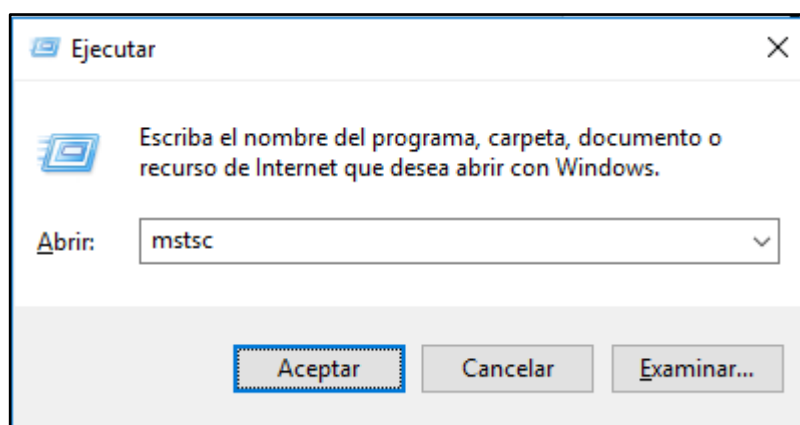 Ejecutar
Escriba el nombre del programa, carpeta, documento o
recurso de Internet que desea abrir con Windows.
Abrir: mstsc
Aceptar Cancelar Examinar...